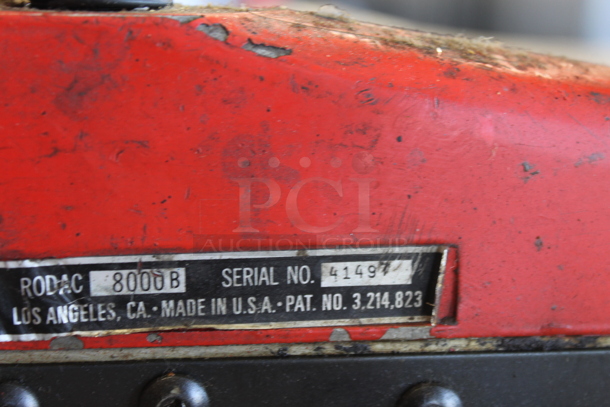 PCI
AUCTION GROUP
RODAC 8000B SERIAL NO. 41497
LOS ANGELES, CA. · MADE IN U.S.A. · PAT. NO. 3,214,823